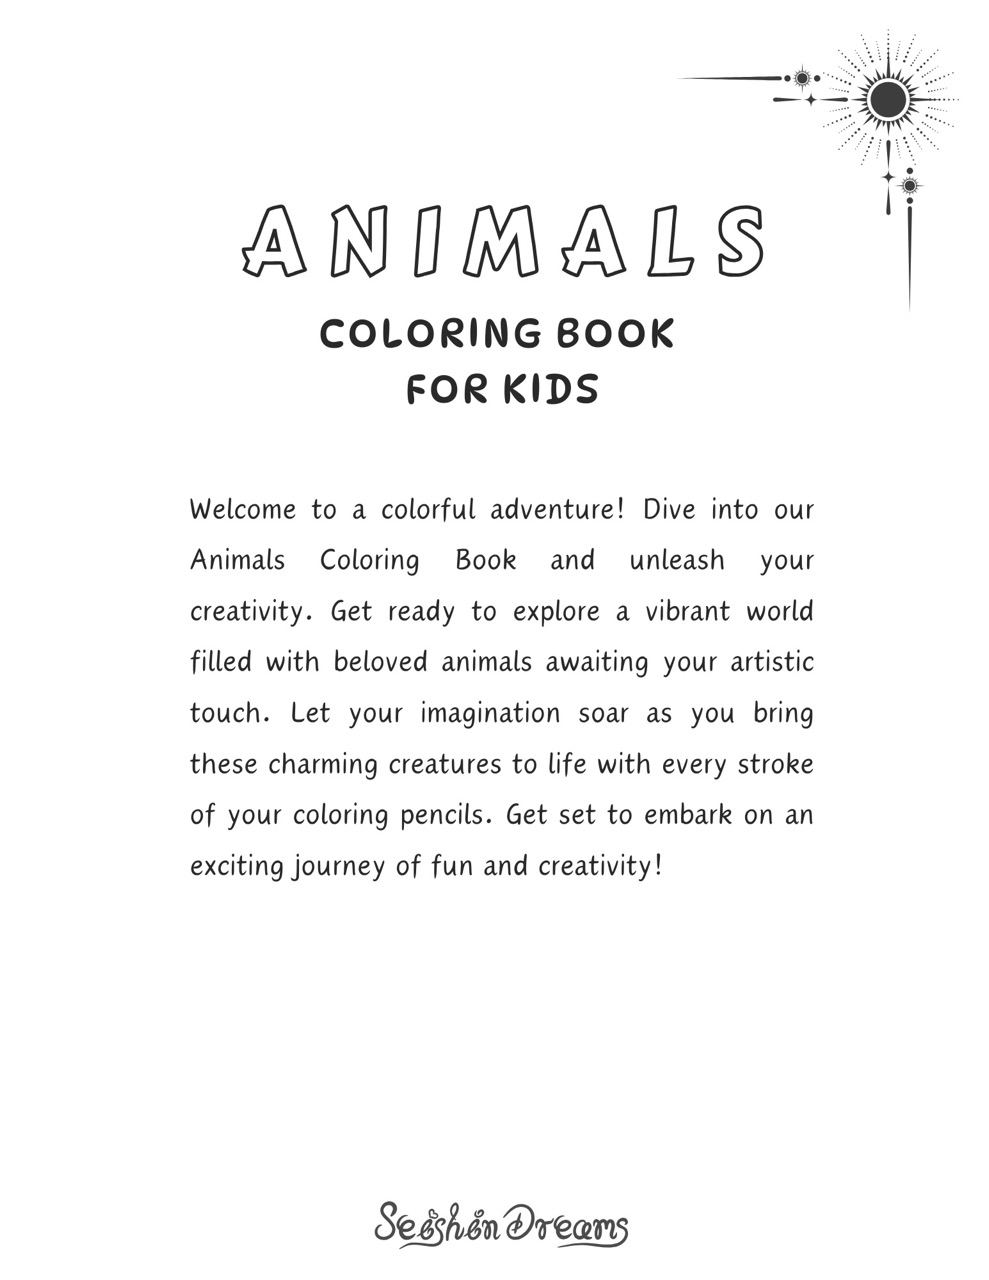 ANIMALS
COLORING BOOK
FOR KIDS
Welcome to a colorful adventure! Dive into our
Animals Coloring Book and unleash your
creativity. Get ready to explore a vibrant world
filled with beloved animals awaiting your artistic
touch. Let your imagination soar as you bring
these charming creatures to life with every stroke
of your coloring pencils. Get set to embark on an
exciting journey of fun and creativity!
Seishin Dreams